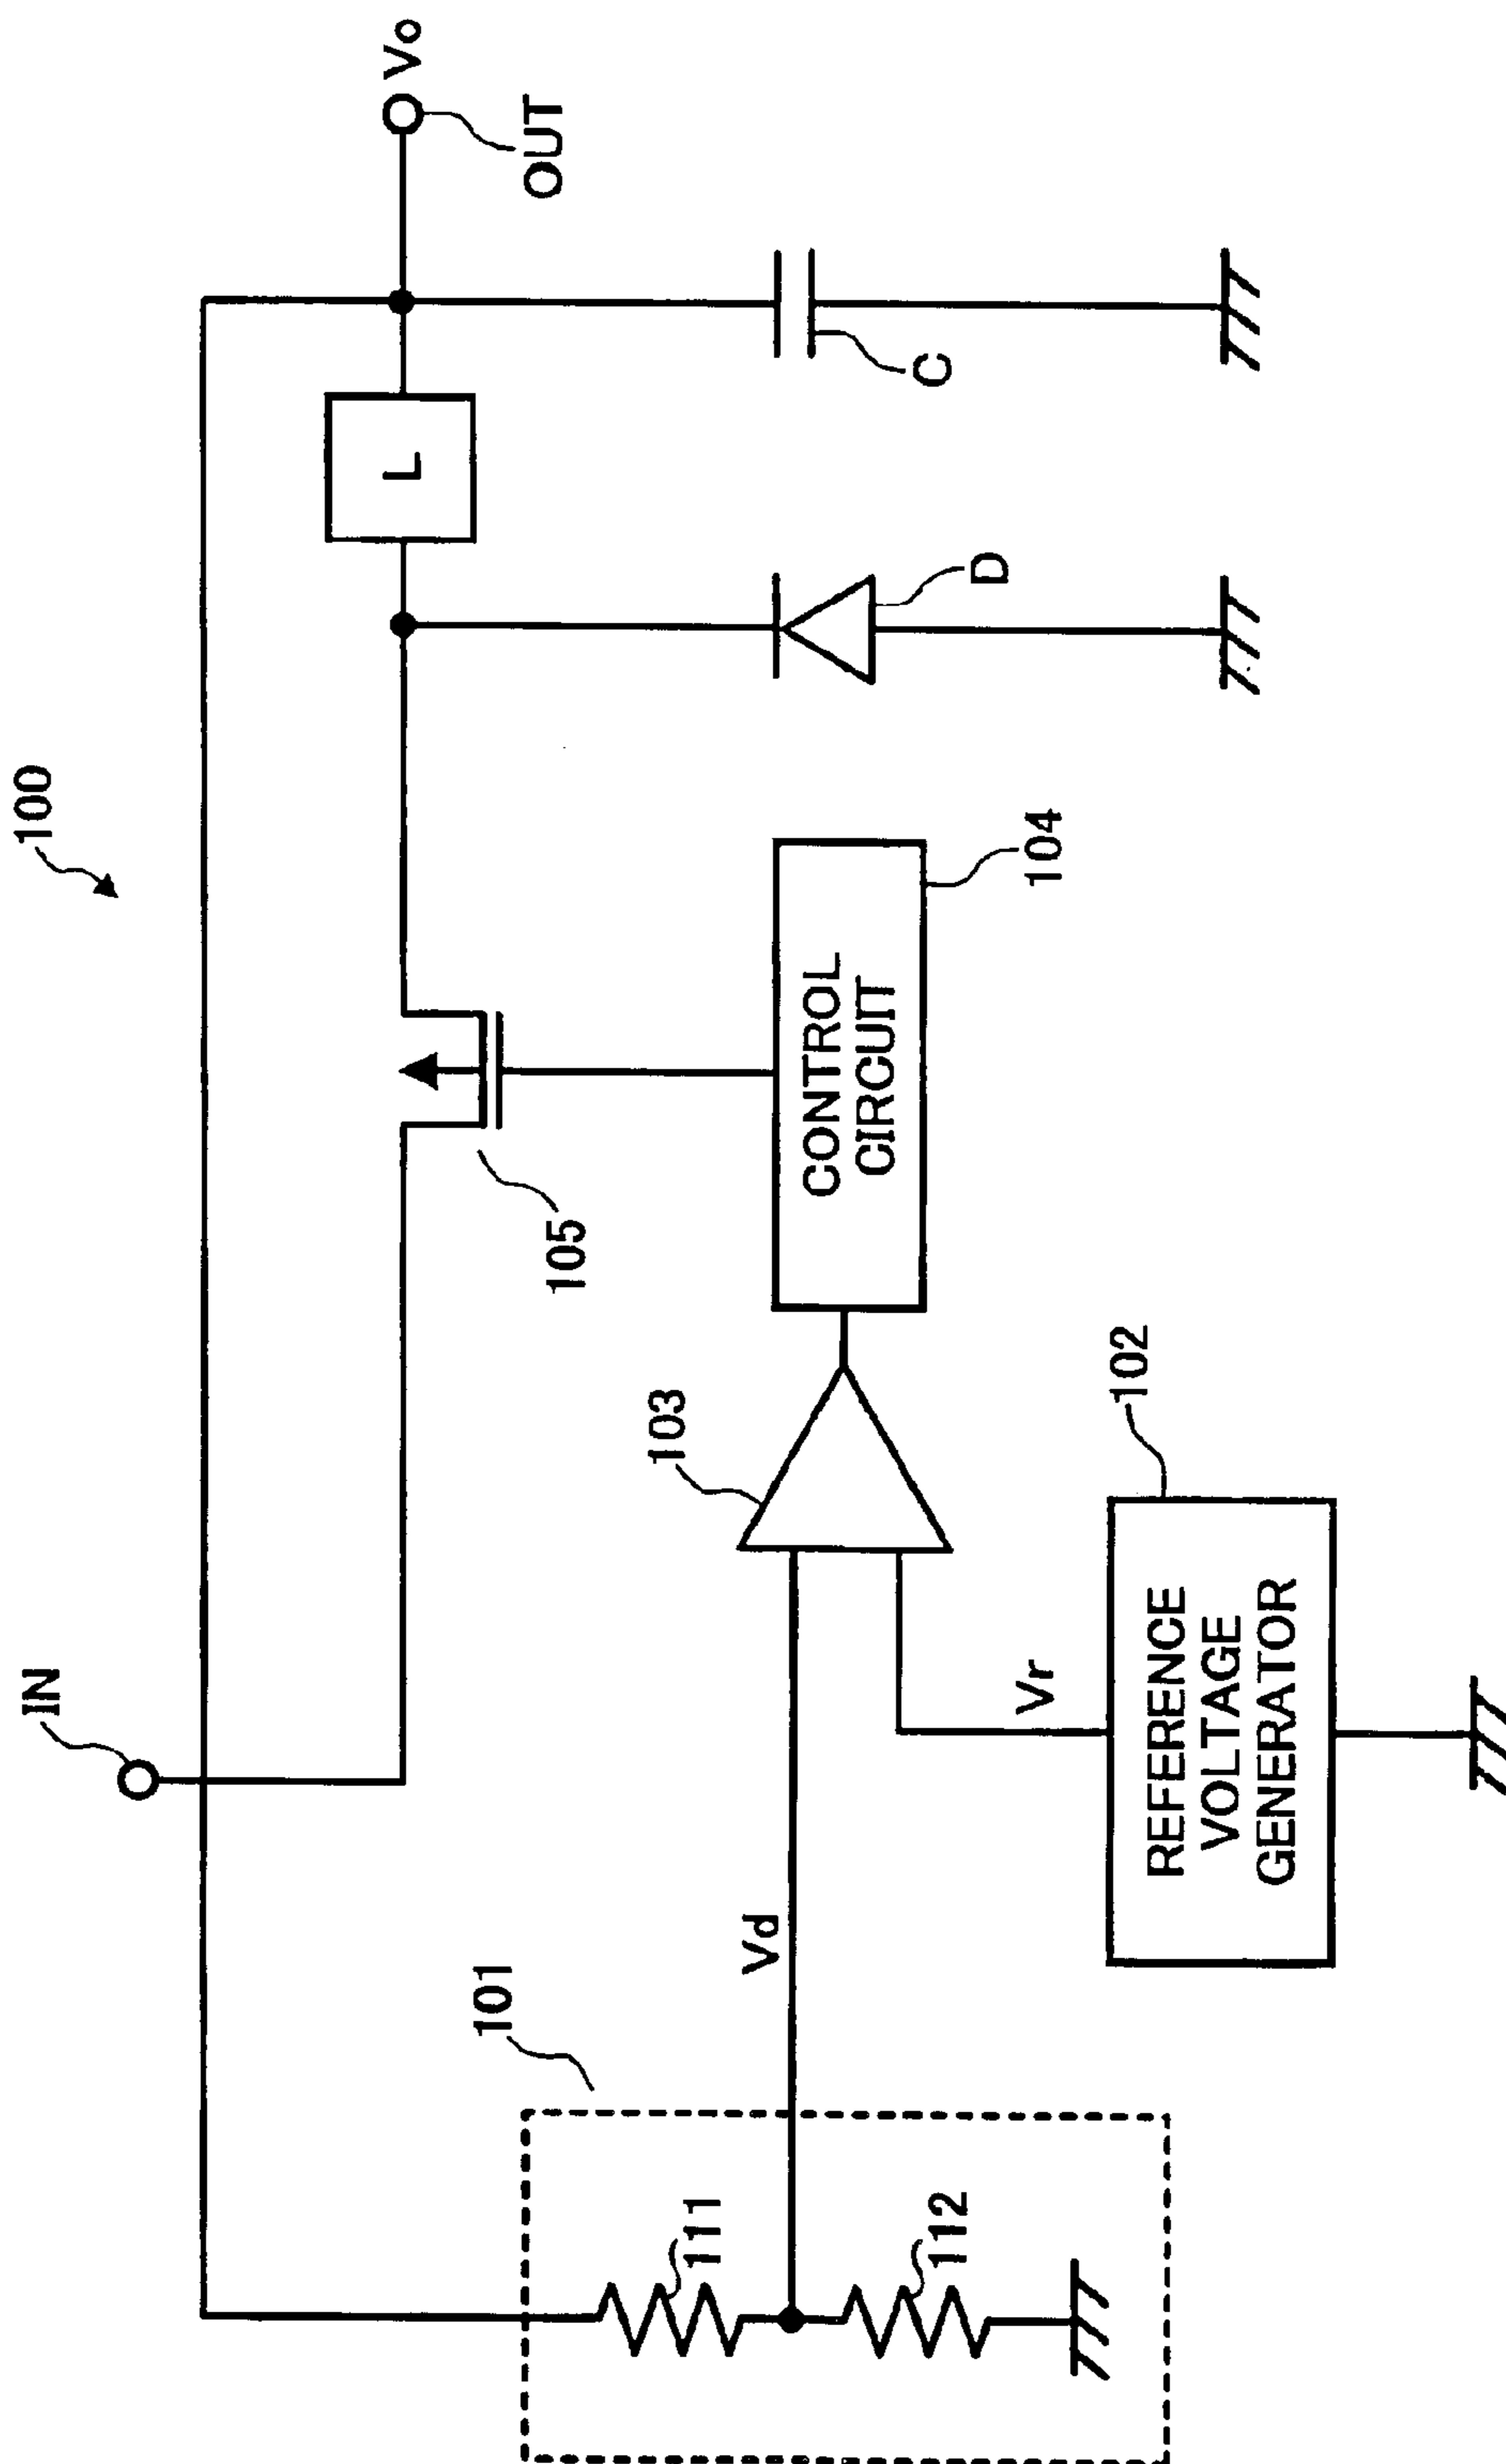 100
IN
Vo
OUT
L
101
111
112
Vd
105
103
CONTROL
CIRCUIT
104
D
C
Vr
102
REFERENCE
VOLTAGE
GENERATOR